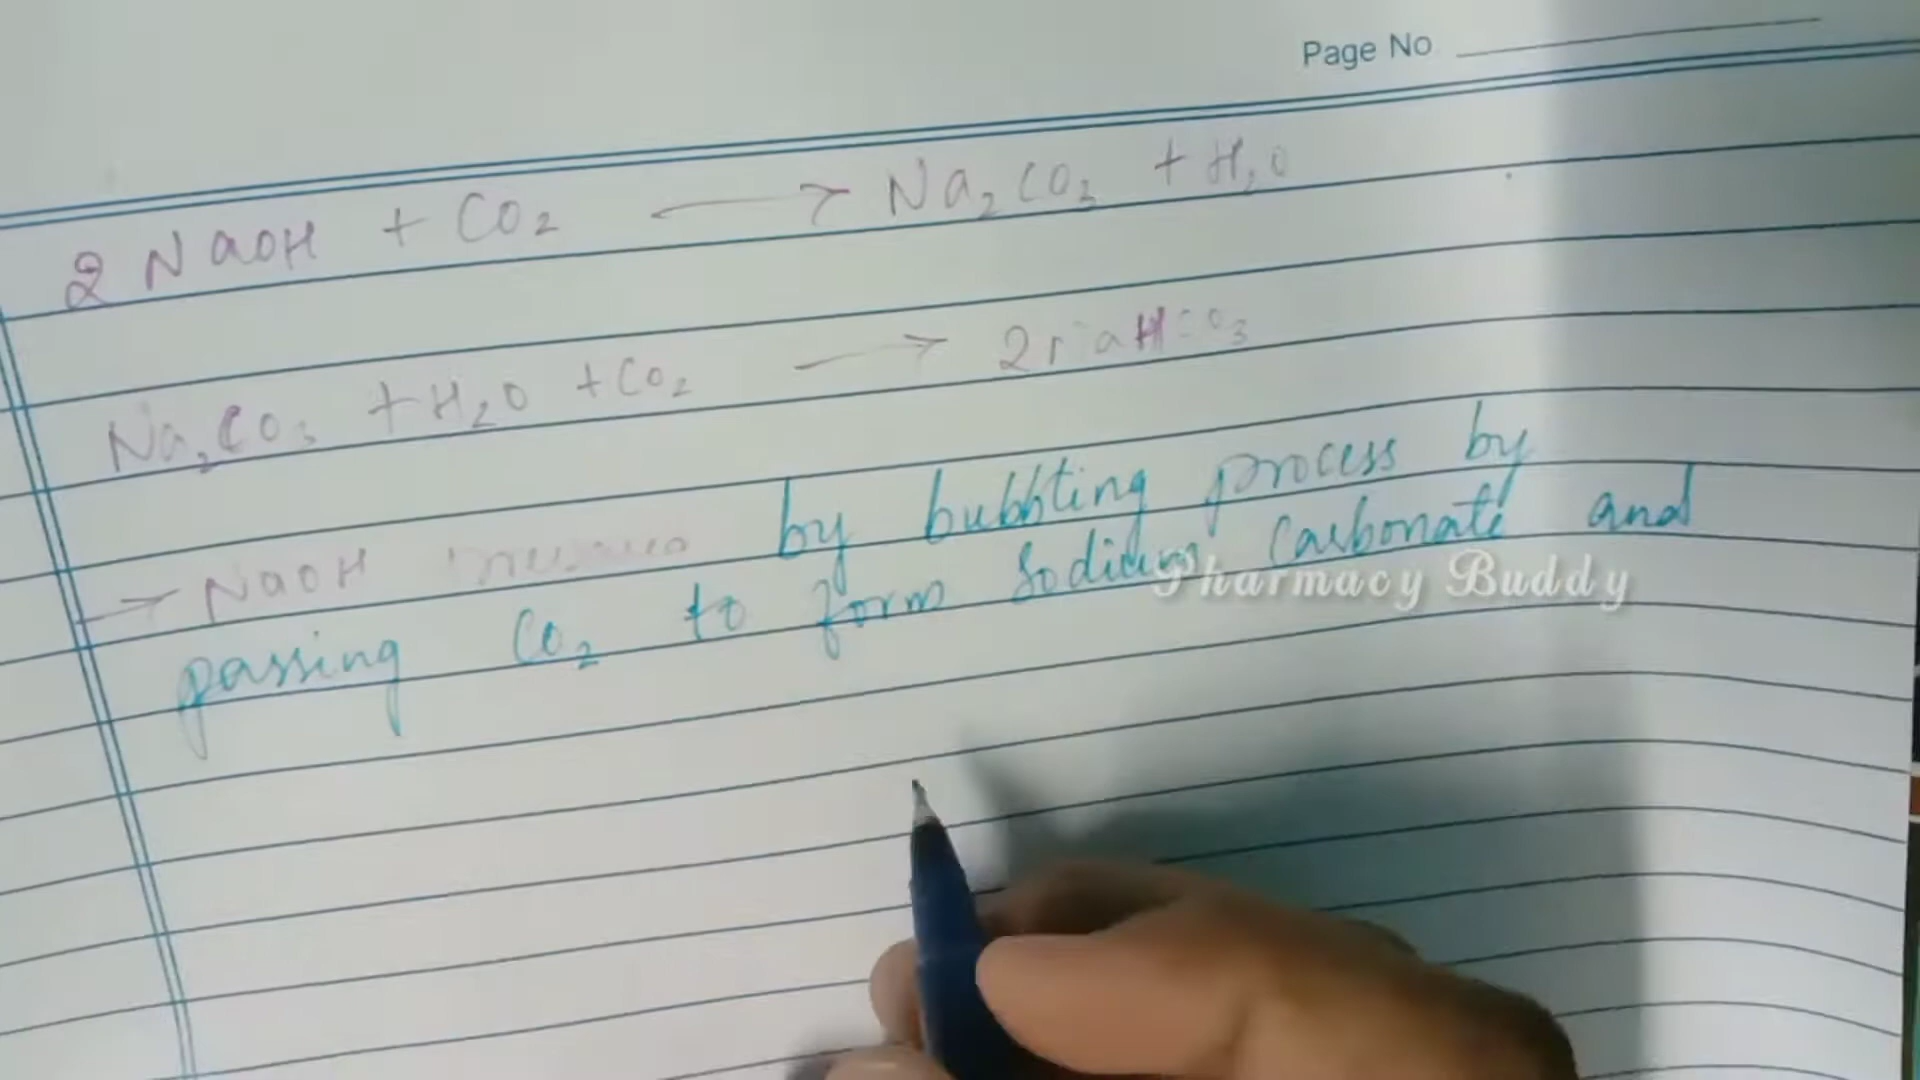 Page No
2 NaOH + CO2 → Na2CO3 + H2O
Na2CO3 + H2O + CO2 → 2NaHCO3
→ NaOH by bubbting process by
passing CO2 to form Sodium Carbonate and
Pharmacy Buddy